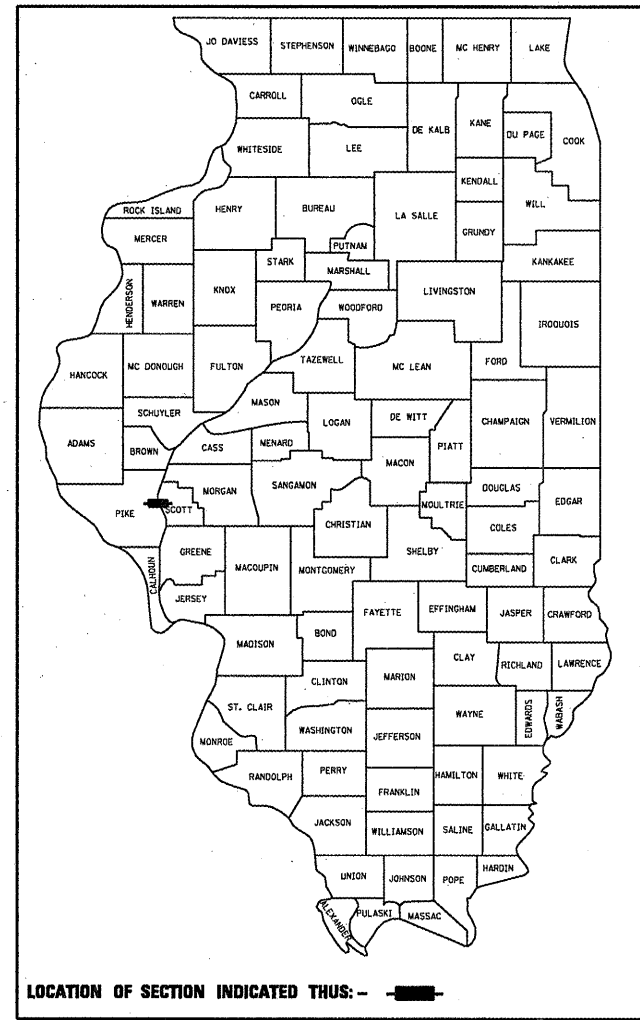 JO DAVIESS STEPHENSON WINNEBAGO BOONE MC HENRY LAKE
CARROLL OGLE DE KALB KANE DU PAGE COOK
WHITESIDE LEE
KENDALL
ROCK ISLAND HENRY BUREAU LA SALLE WILL
MERCER PUTNAM GRUNDY
STARK MARSHALL KANKAKEE
HENDERSON WARREN KNOX PEORIA WOODFORD LIVINGSTON IROQUOIS
HANCOCK MC DONOUGH FULTON TAZEWELL MC LEAN FORD
SCHUYLER MASON LOGAN DE WITT CHAMPAIGN VERMILION
ADAMS BROWN CASS MENARD MACON PIATT
PIKE SCOTT MORGAN SANGAMON MOULTRIE DOUGLAS EDGAR
CHRISTIAN COLES
GREENE MACOUPIN MONTGOMERY SHELBY CUMBERLAND CLARK
CALHOUN JERSEY FAYETTE EFFINGHAM JASPER CRAWFORD
MADISON BOND CLAY RICHLAND LAWRENCE
CLINTON MARION
ST. CLAIR WASHINGTON WAYNE EDWARDS WABASH
MONROE JEFFERSON
RANDOLPH PERRY HAMILTON WHITE
FRANKLIN
JACKSON WILLIAMSON SALINE GALLATIN
UNION JOHNSON POPE HARDIN
ALEXANDER PULASKI MASSAC
LOCATION OF SECTION INDICATED THUS: -